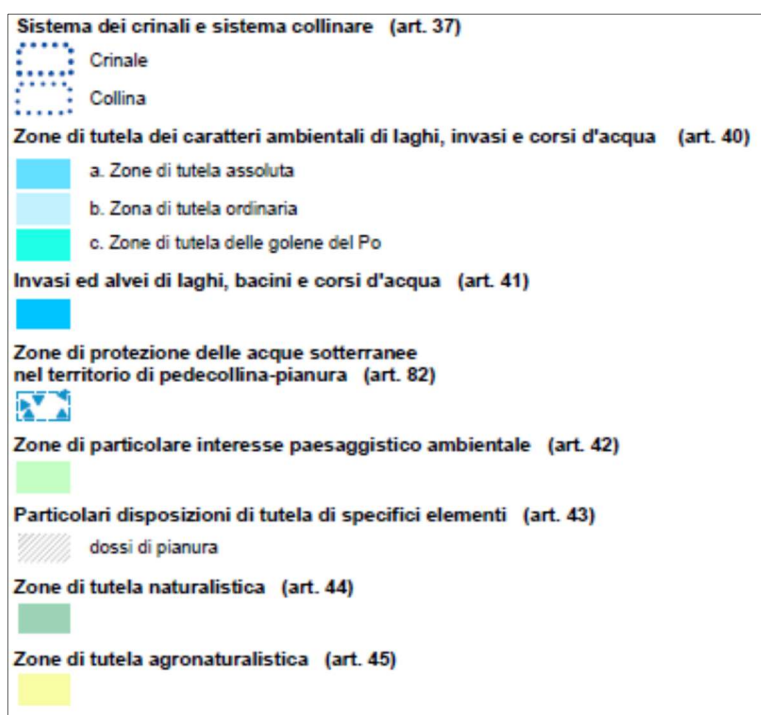 Sistema dei crinali e sistema collinare (art. 37)
Crinale
Collina
Zone di tutela dei caratteri ambientali di laghi, invasi e corsi d'acqua (art. 40)
a. Zone di tutela assoluta
b. Zona di tutela ordinaria
c. Zone di tutela delle golene del Po
Invasi ed alvei di laghi, bacini e corsi d'acqua (art. 41)
Zone di protezione delle acque sotterranee
nel territorio di pedecollina-pianura (art. 82)
Zone di particolare interesse paesaggistico ambientale (art. 42)
Particolari disposizioni di tutela di specifici elementi (art. 43)
dossi di pianura
Zone di tutela naturalistica (art. 44)
Zone di tutela agronaturalistica (art. 45)